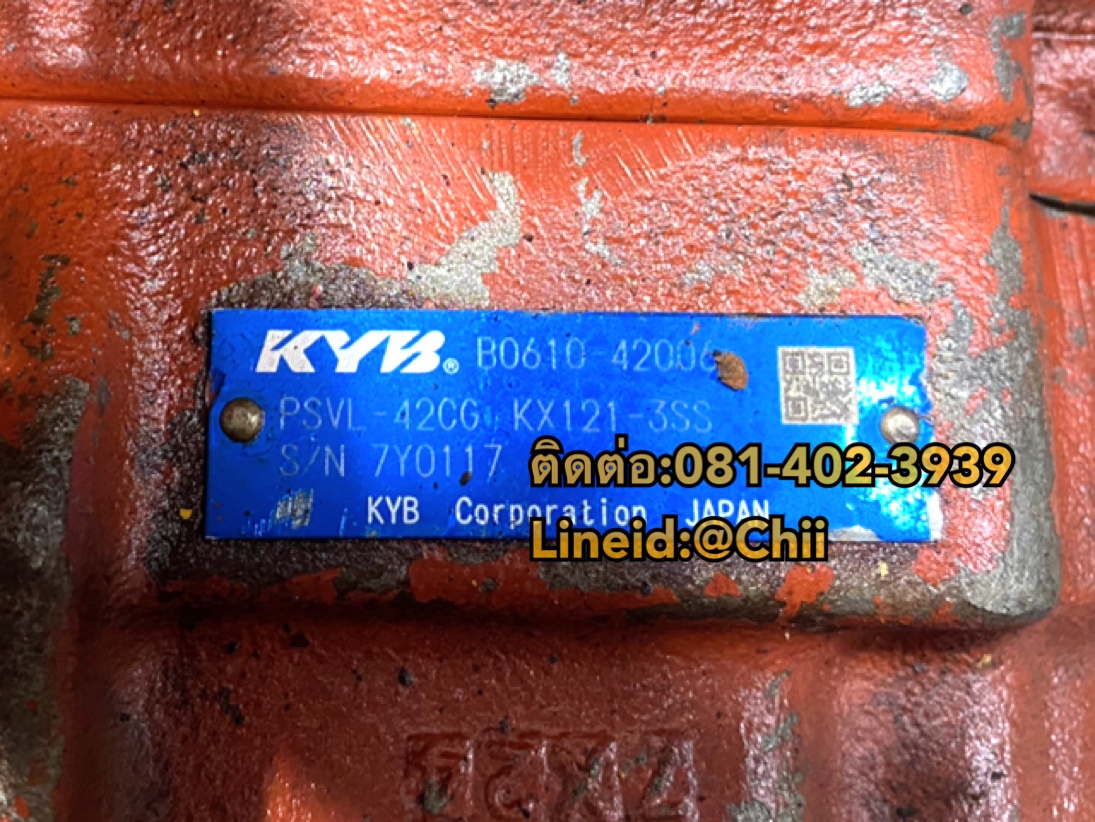 KYB® B0610-42006
PSVL-42CG KX121-3SS
S/N 7Y0117
KYB Corporation JAPAN
ติดต่อ:081-402-3939
Lineid:@Chii